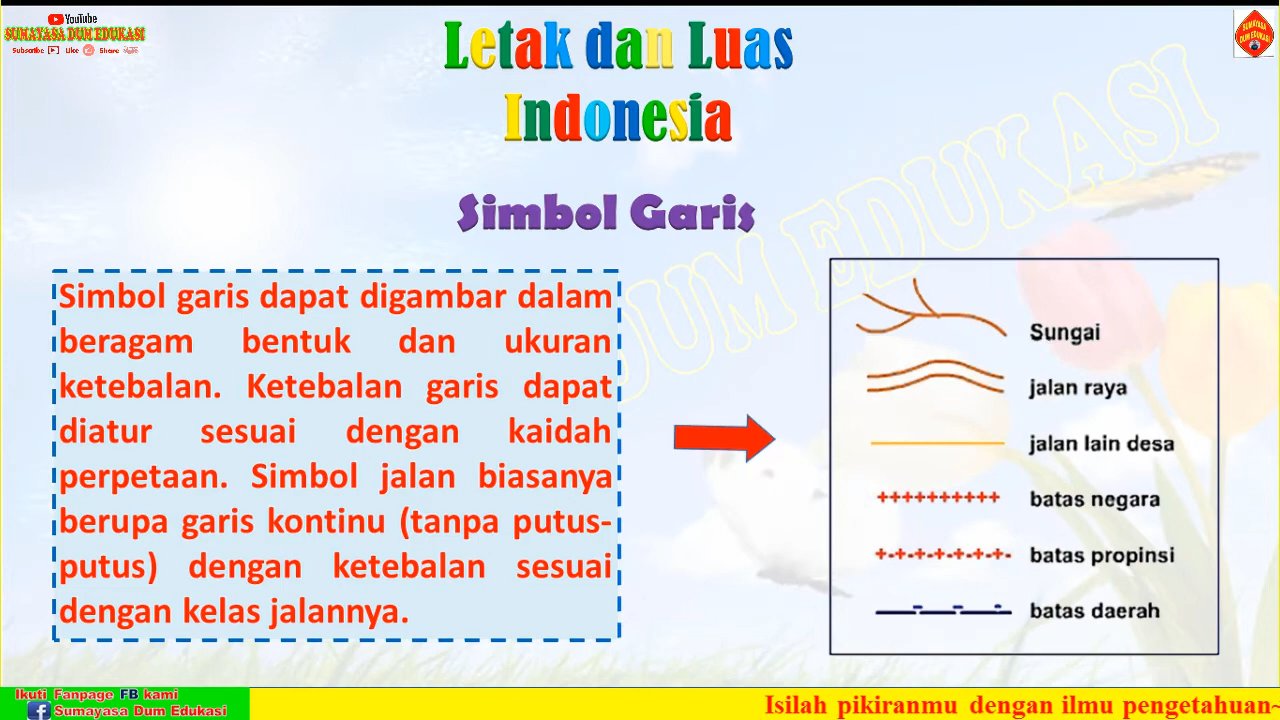 YouTube
SUMAYASA DUM EDUKASI
Subscribe Like Share
SUMAYASA
DUM EDUKASI
Letak dan Luas
Indonesia
Simbol Garis
Simbol garis dapat digambar dalam
beragam bentuk dan ukuran
ketebalan. Ketebalan garis dapat
diatur sesuai dengan kaidah
perpetaan. Simbol jalan biasanya
berupa garis kontinu (tanpa putus-
putus) dengan ketebalan sesuai
dengan kelas jalannya.
Sungai
jalan raya
jalan lain desa
batas negara
batas propinsi
batas daerah
DUM EDUKASI
Ikuti Fanpage FB kami
Sumayasa Dum Edukasi
Isilah pikiranmu dengan ilmu pengetahuan~